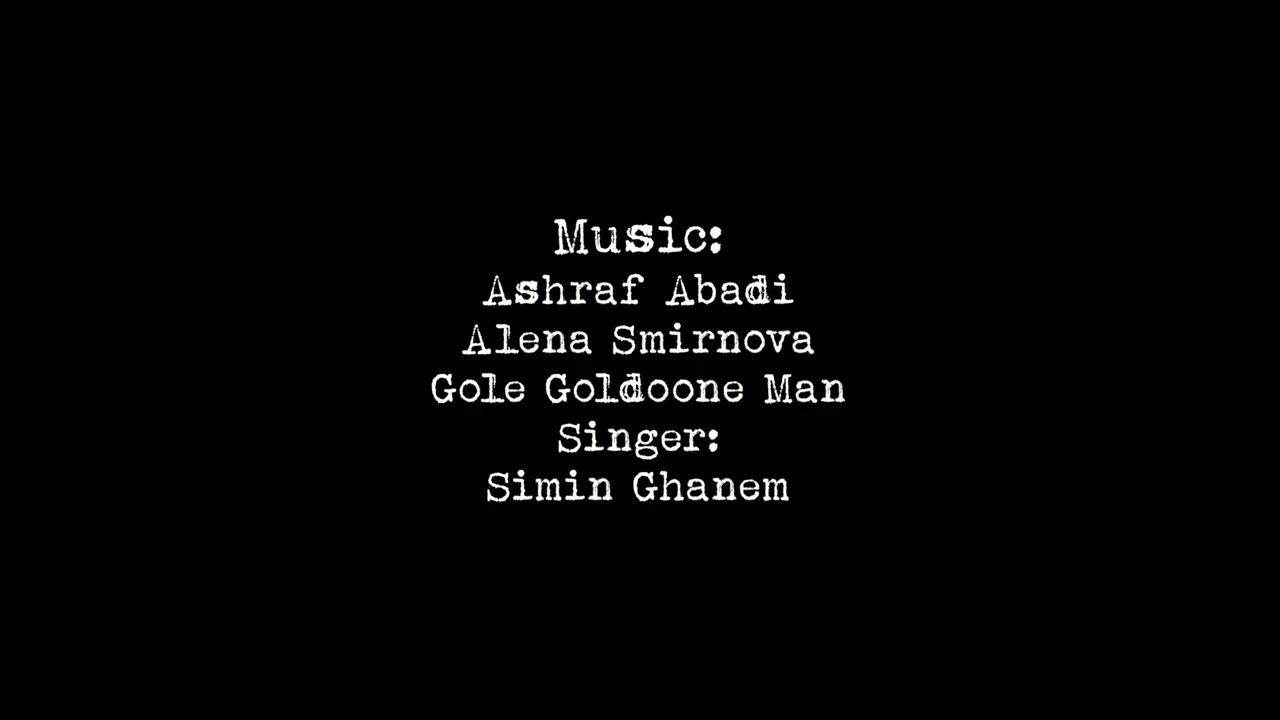 Music:
Ashraf Abadi
Alena Smirnova
Gole Goldoone Man
Singer:
Simin Ghanem